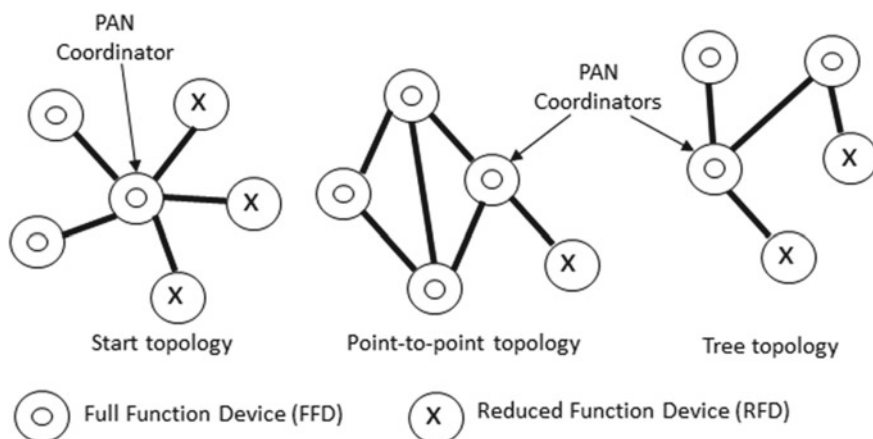 PAN
Coordinator
X
X
X
Start topology
PAN
Coordinators
X
Point-to-point topology
X
X
Tree topology
Full Function Device (FFD)
X
Reduced Function Device (RFD)